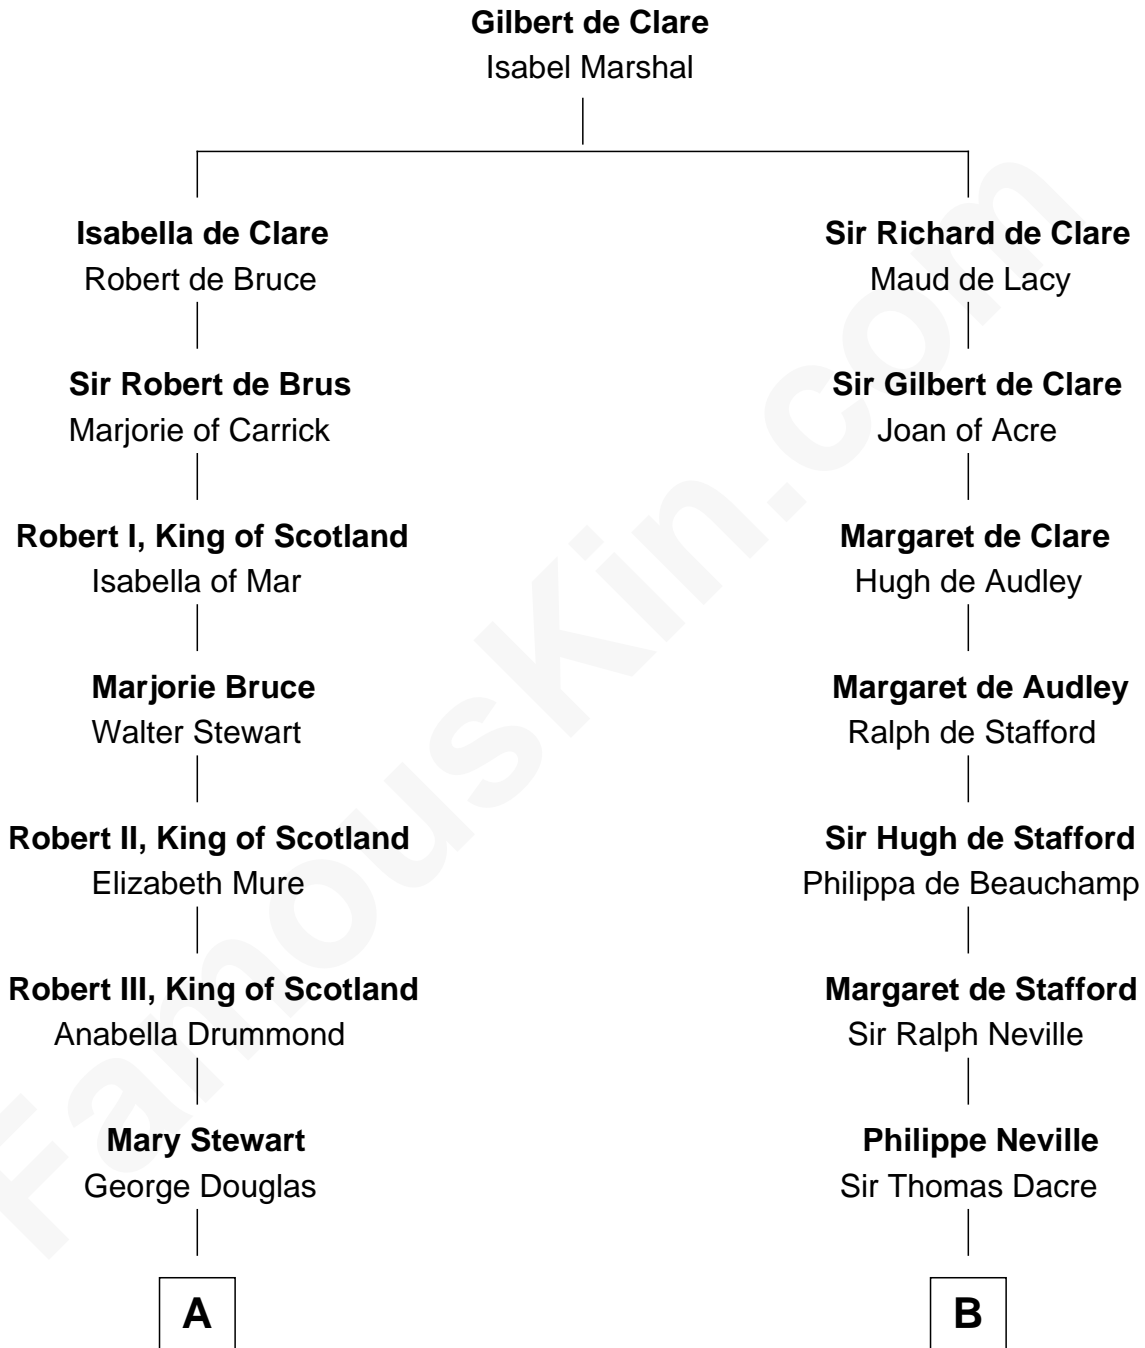 Gilbert de Clare
Isabel Marshal
Isabella de Clare
Robert de Bruce
Sir Richard de Clare
Maud de Lacy
Sir Robert de Brus
Marjorie of Carrick
Sir Gilbert de Clare
Joan of Acre
Robert I, King of Scotland
Isabella of Mar
Margaret de Clare
Hugh de Audley
Marjorie Bruce
Walter Stewart
Margaret de Audley
Ralph de Stafford
Robert II, King of Scotland
Elizabeth Mure
Sir Hugh de Stafford
Philippa de Beauchamp
Robert III, King of Scotland
Anabella Drummond
Margaret de Stafford
Sir Ralph Neville
Mary Stewart
George Douglas
Philippe Neville
Sir Thomas Dacre
A
B
FamousKin.com